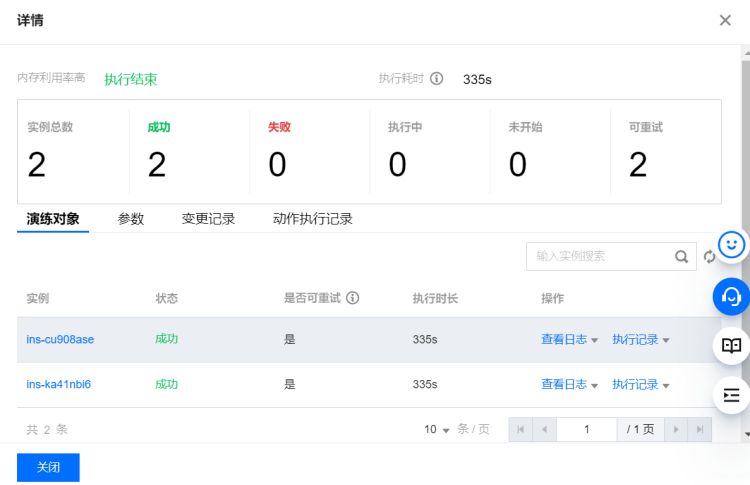 详情
内存利用率高 执行结束 执行耗时 335s
实例总数 成功 失败 执行中 未开始 可重试
2 2 0 0 0 2
演练对象 参数 变更记录 动作执行记录
输入实例搜索
实例 状态 是否可重试 执行时长 操作
ins-cu908ase 成功 是 335s 查看日志 执行记录
ins-ka41nbi6 成功 是 335s 查看日志 执行记录
共 2 条 10 条 / 页 1 / 1 页
关闭